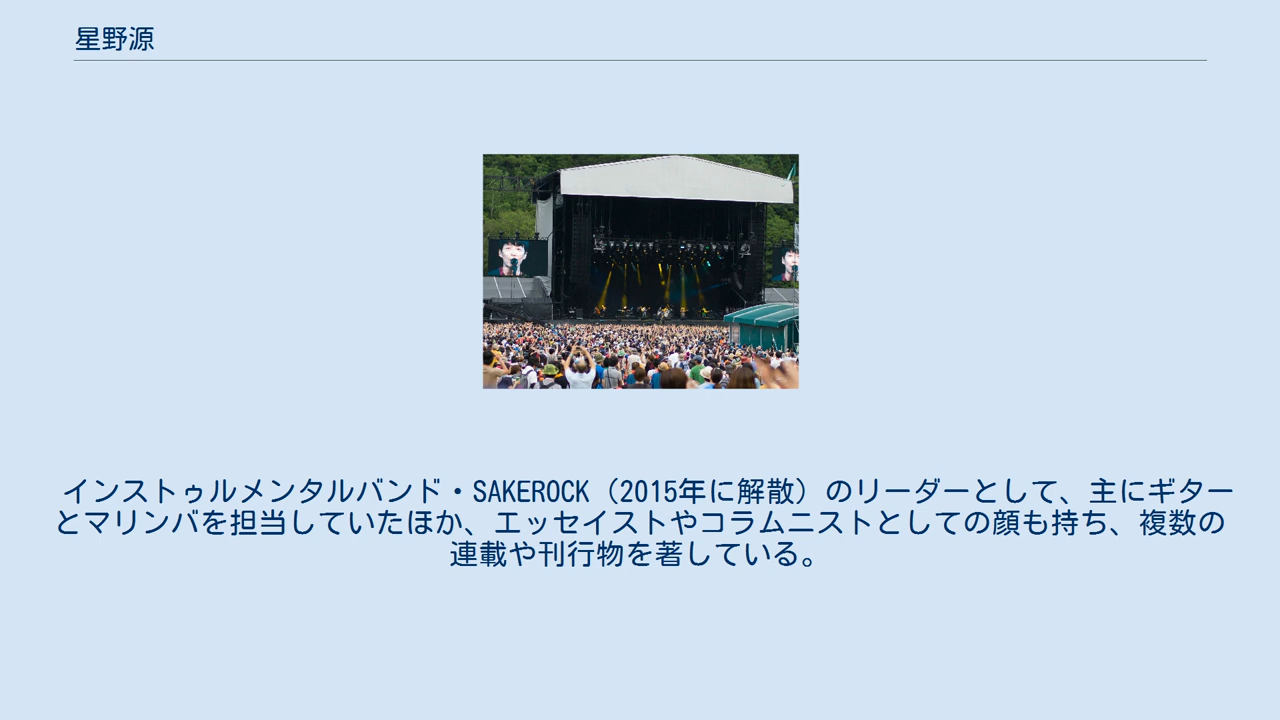 星野源
インストゥルメンタルバンド・SAKEROCK（2015年に解散）のリーダーとして、主にギター
とマリンバを担当していたほか、エッセイストやコラムニストとしての顔も持ち、複数の
連載や刊行物を著している。